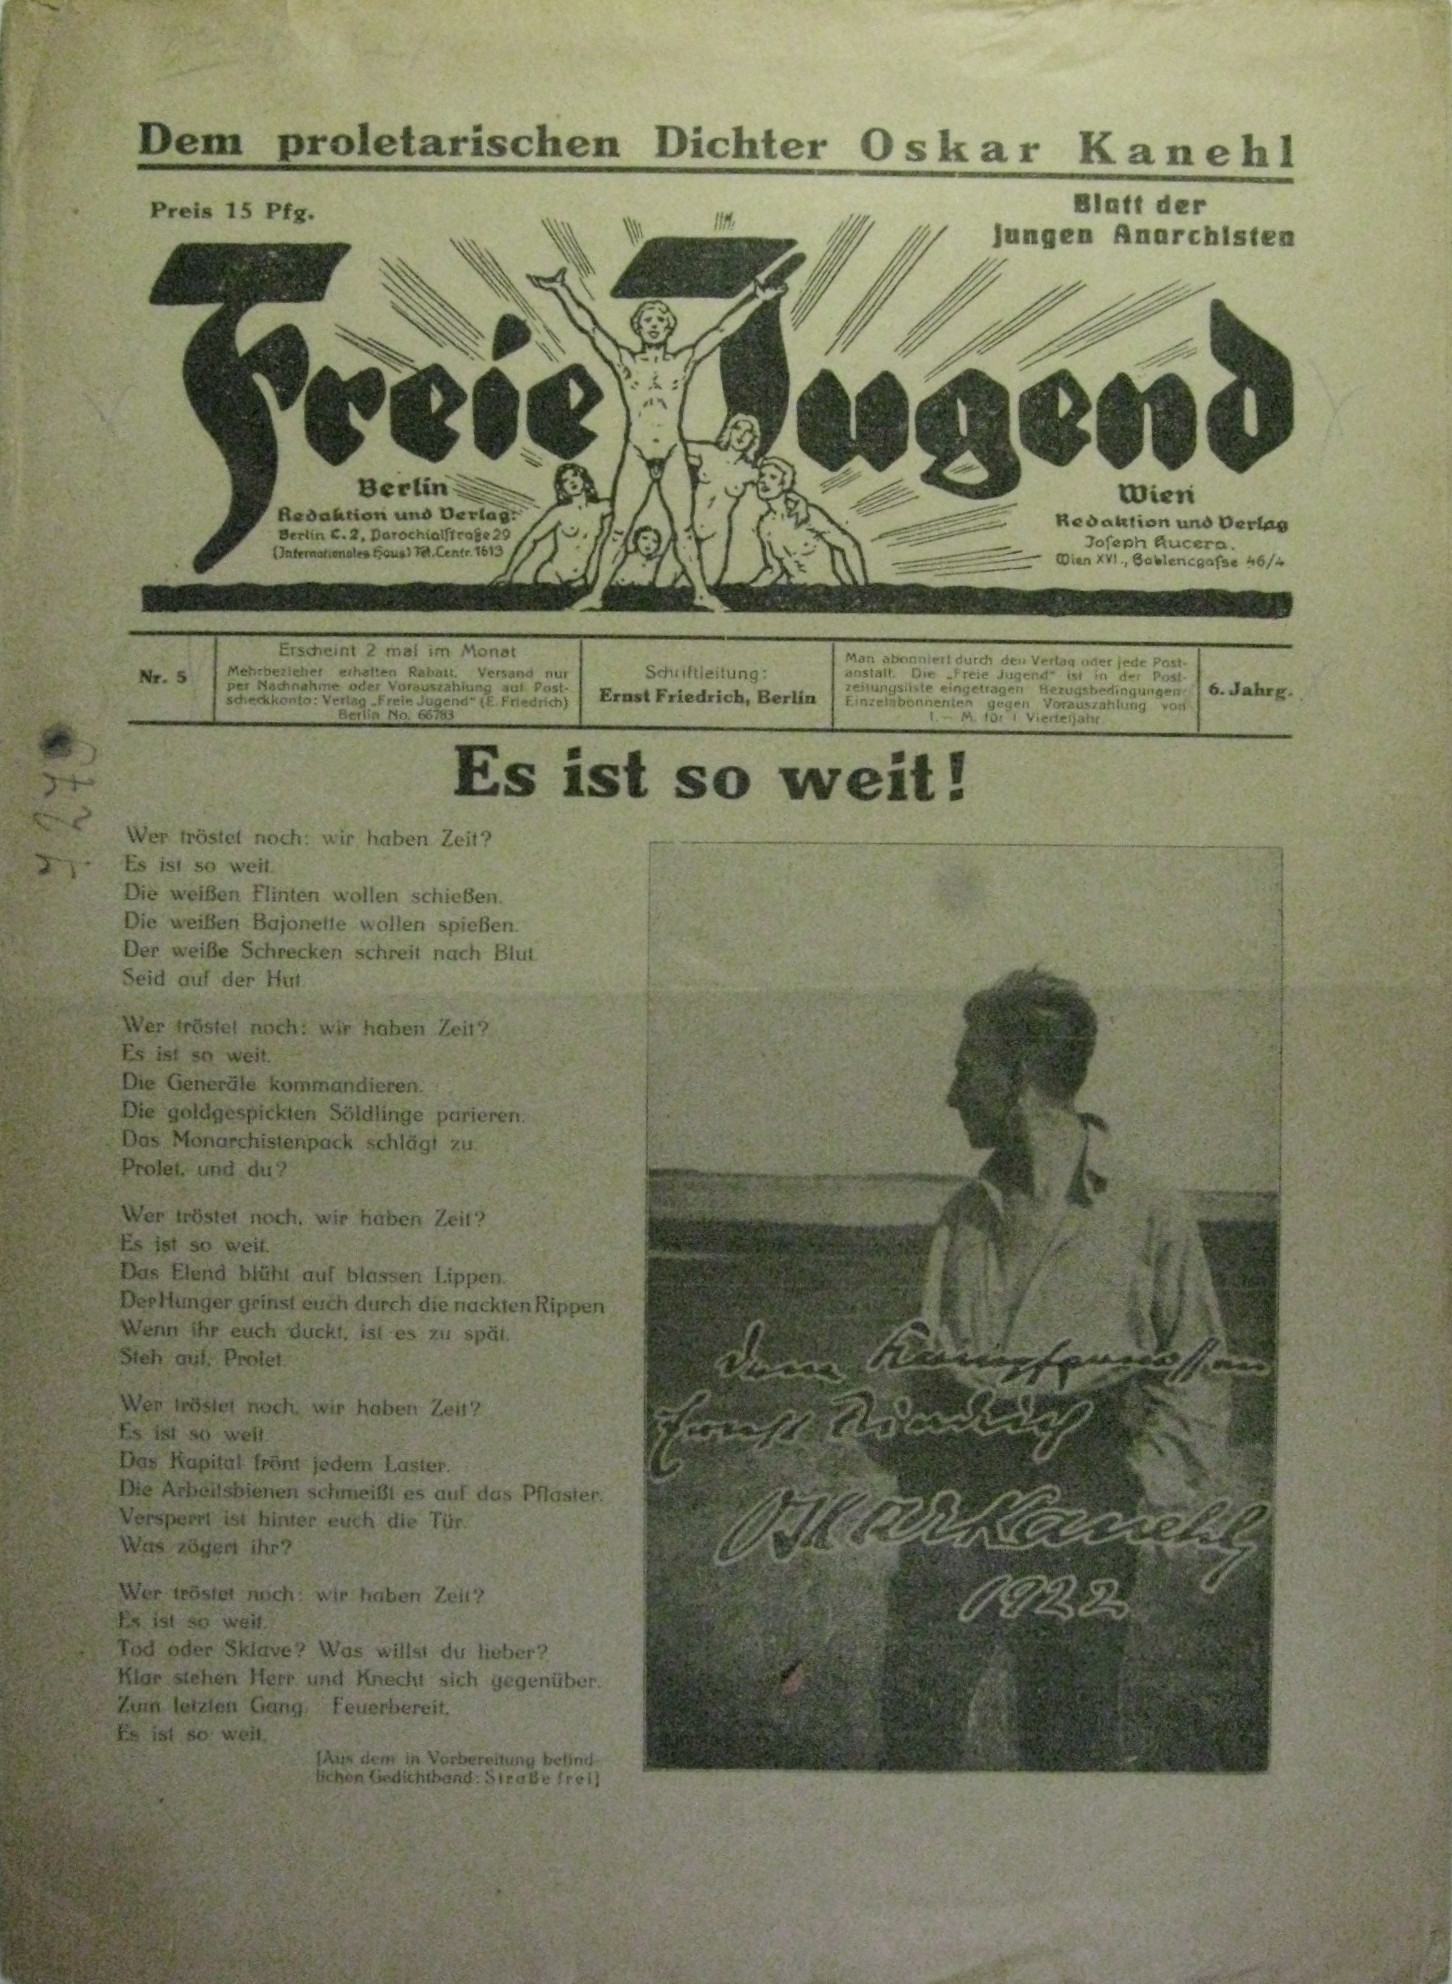 Dem proletarischen Dichter Oskar Kanehl
Preis 15 Pfg.
Blatt der
jungen Anarchisten
Freie Jugend
Berlin
Redaktion und Verlag:
Berlin C.2, Parochialstraße 29
(Internationales Haus) Tel. Centr. 1613
Wien
Redaktion und Verlag
Joseph Kucera.
Wien XVI., Gablencgasse 46/4
Nr. 5
Erscheint 2 mal im Monat
Mehrbezieher erhalten Rabatt. Versand nur
per Nachnahme oder Vorauszahlung auf Post-
scheckkonto: Verlag „Freie Jugend“ (E. Friedrich)
Berlin No. 66783
Schriftleitung:
Ernst Friedrich, Berlin
Man abonniert durch den Verlag oder jede Post-
anstalt. Die „Freie Jugend“ ist in der Post-
zeitungsliste eingetragen Bezugsbedingungen:
Einzelabonnenten gegen Vorauszahlung von
1.— M. für 1 Vierteljahr
6. Jahrg.
Es ist so weit!
Wer tröstet noch: wir haben Zeit?
Es ist so weit.
Die weißen Flinten wollen schießen.
Die weißen Bajonette wollen spießen.
Der weiße Schrecken schreit nach Blut
Seid auf der Hut
Wer tröstet noch: wir haben Zeit?
Es ist so weit.
Die Generäle kommandieren.
Die goldgespickten Söldlinge parieren.
Das Monarchistenpack schlägt zu.
Prolet, und du?
Wer tröstet noch, wir haben Zeit?
Es ist so weit.
Das Elend blüht auf blassen Lippen.
Der Hunger grinst euch durch die nackten Rippen
Wenn ihr euch duckt, ist es zu spät.
Steh auf, Prolet
Wer tröstet noch, wir haben Zeit?
Es ist so weit
Das Kapital frönt jedem Laster.
Die Arbeitsbienen schmeißt es auf das Pflaster.
Versperrt ist hinter euch die Tür.
Was zögert ihr?
Wer tröstet noch: wir haben Zeit?
Es ist so weit.
Tod oder Sklave? Was willst du lieber?
Klar stehen Herr und Knecht sich gegenüber.
Zum letzten Gang. Feuerbereit.
Es ist so weit.
[Aus dem in Vorbereitung befind-
lichen Gedichtband: Straße frei]
dem Kampfgenossen
Ernst Friedrich
Oskar Kanehl
1922